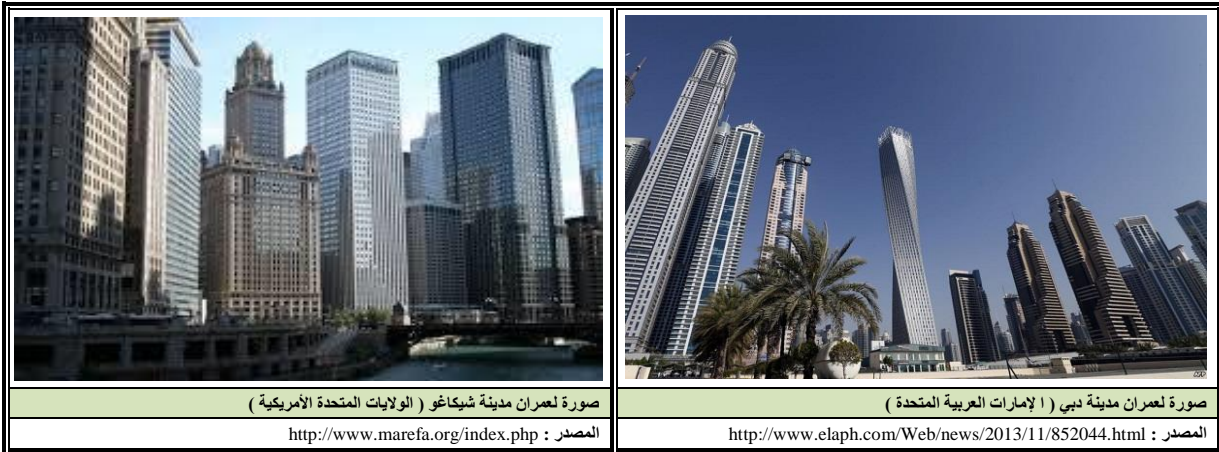 صورة لعمران مدينة دبي ( ا لإمارات العربية المتحدة )
المصدر : http://www.elaph.com/Web/news/2013/11/852044.html
صورة لعمران مدينة شيكاغو ( الولايات المتحدة الأمريكية )
المصدر : http://www.marefa.org/index.php